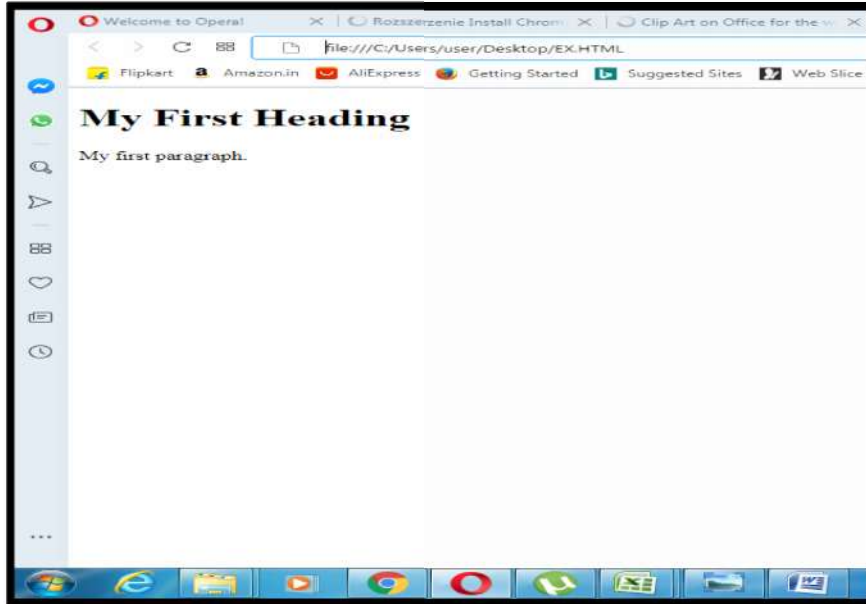 Welcome to Opera! Rozszerzenie Install Chrom Clip Art on Office for the w
file:///C:/Users/user/Desktop/EX.HTML
Flipkart Amazon.in AliExpress Getting Started Suggested Sites Web Slice
My First Heading
My first paragraph.